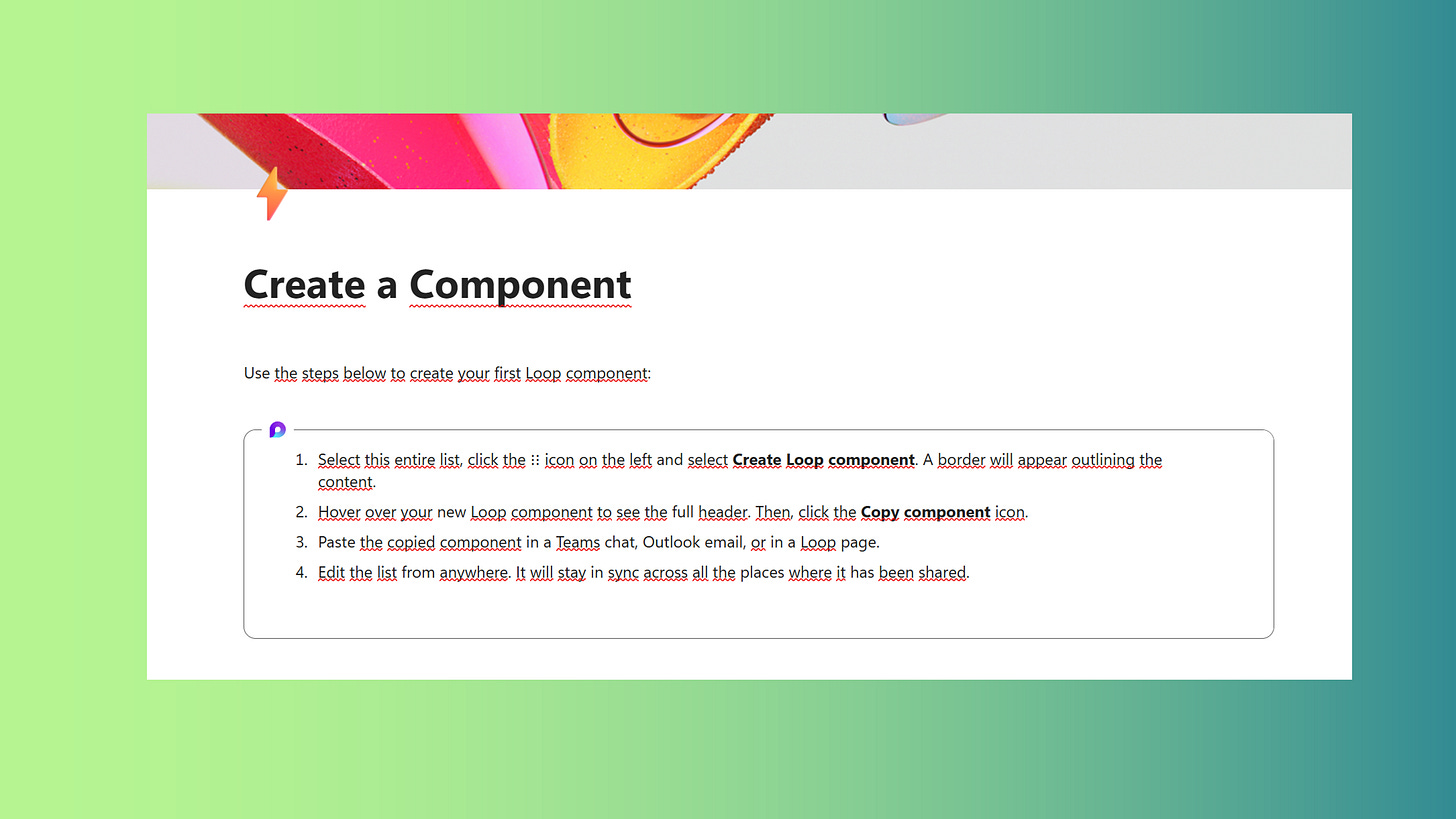 Create a Component
Use the steps below to create your first Loop component:
1. Select this entire list, click the ⁝⁝ icon on the left and select Create Loop component. A border will appear outlining the
content.
2. Hover over your new Loop component to see the full header. Then, click the Copy component icon.
3. Paste the copied component in a Teams chat, Outlook email, or in a Loop page.
4. Edit the list from anywhere. It will stay in sync across all the places where it has been shared.